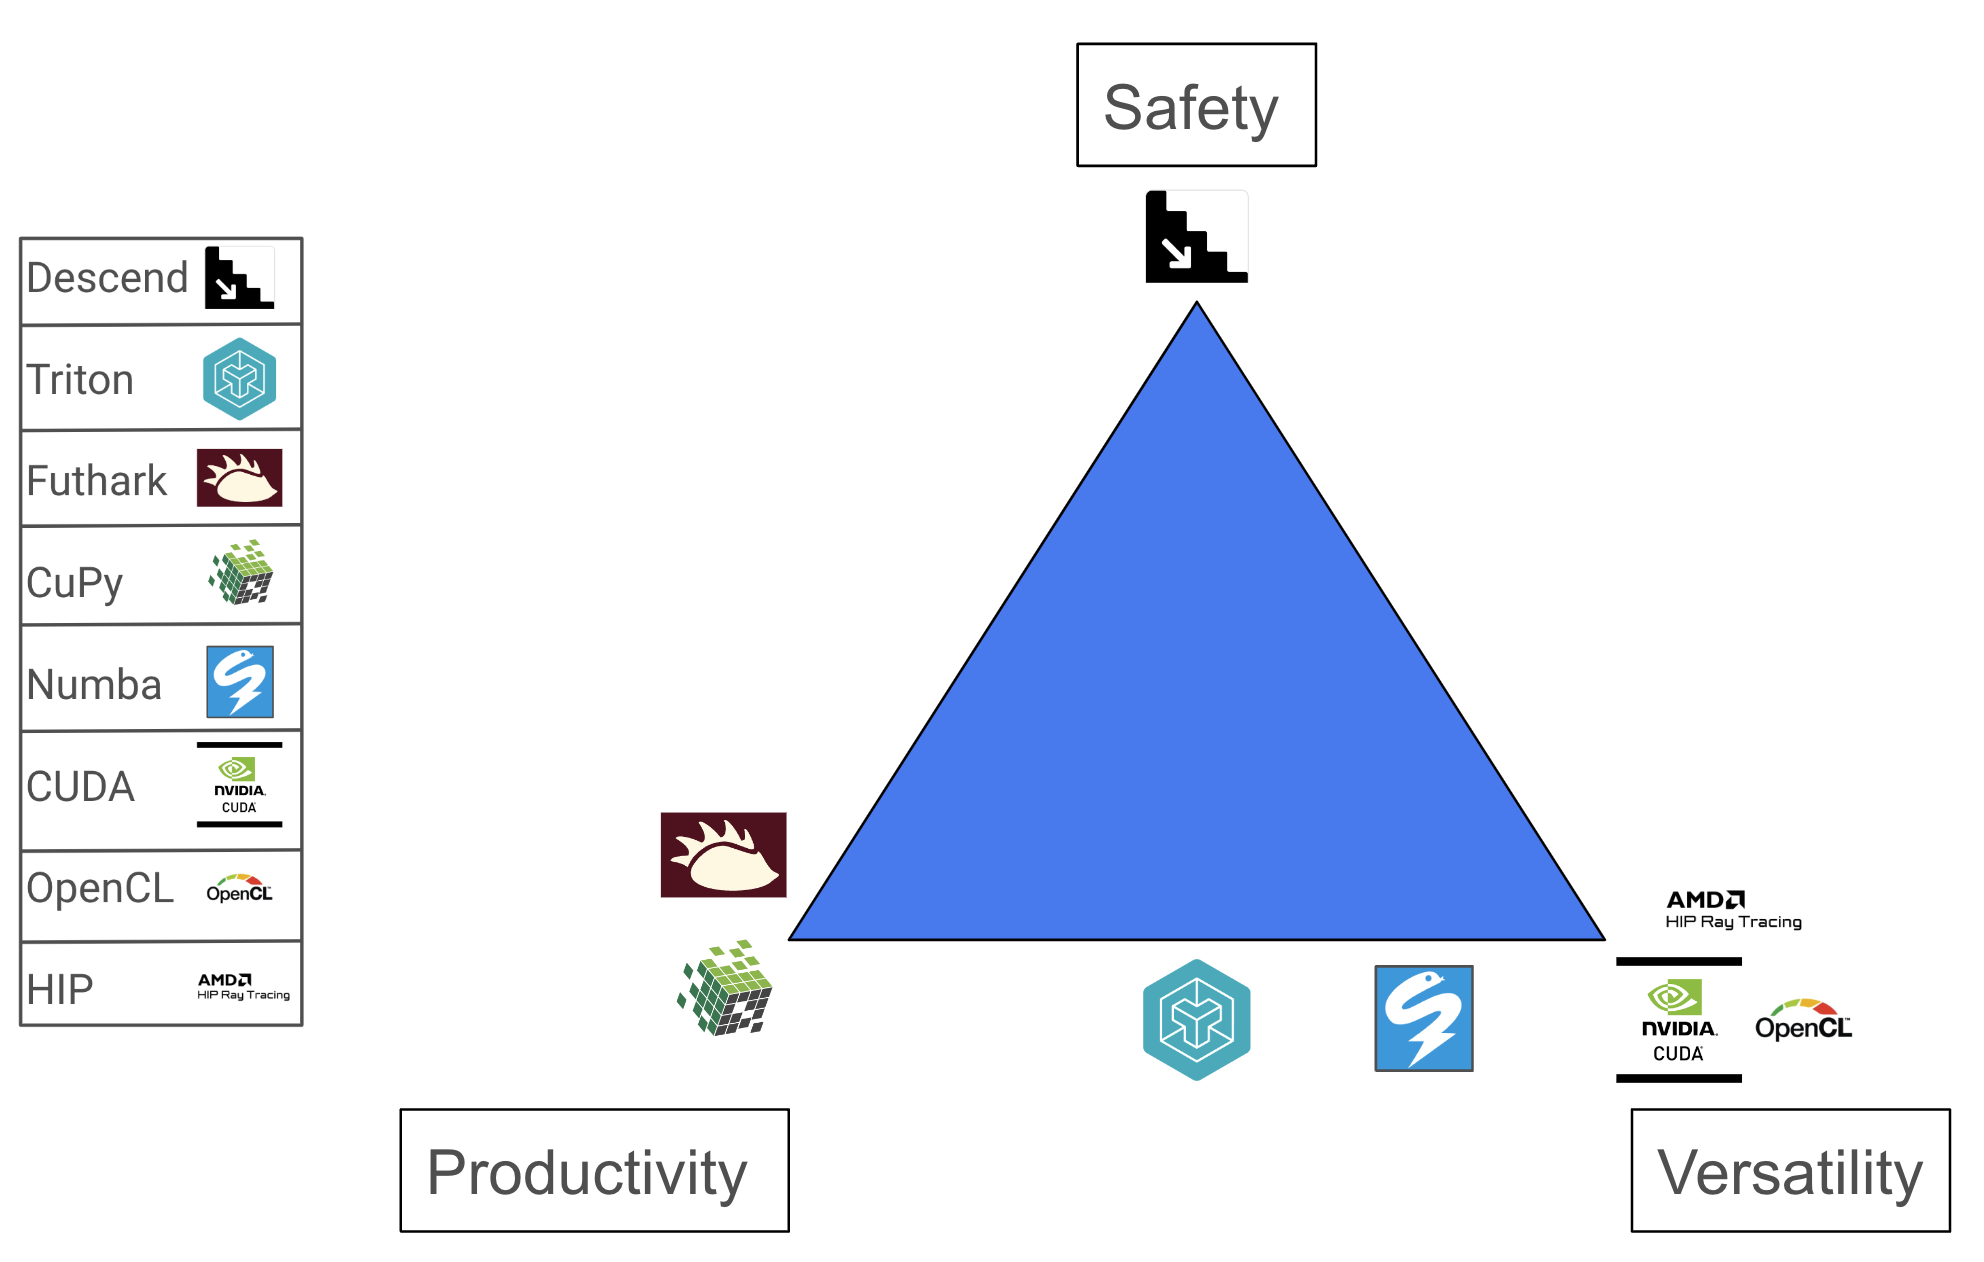 Safety
Descend
Triton
Futhark
CuPy
Numba
CUDA
NVIDIA.
CUDA
OpenCL
OpenCL
HIP
AMD
HIP Ray Tracing
AMD
HIP Ray Tracing
NVIDIA.
CUDA
OpenCL
Productivity
Versatility